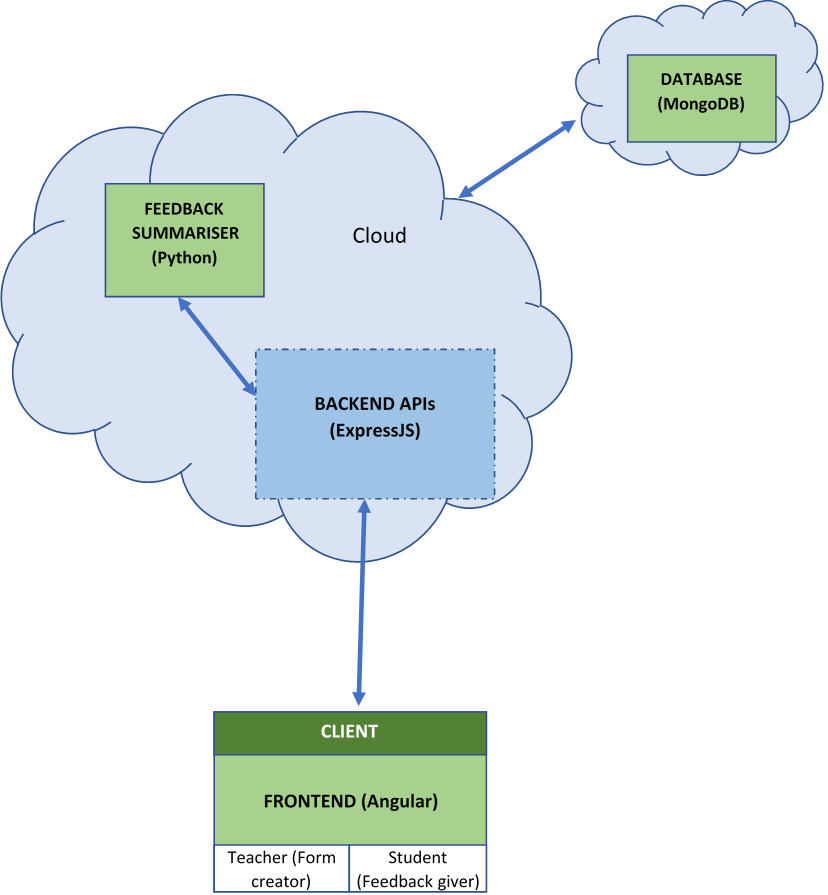 DATABASE
(MongoDB)
FEEDBACK
SUMMARISER
(Python)
Cloud
BACKEND APIs
(ExpressJS)
CLIENT
FRONTEND (Angular)
Teacher (Form
creator)
Student
(Feedback giver)